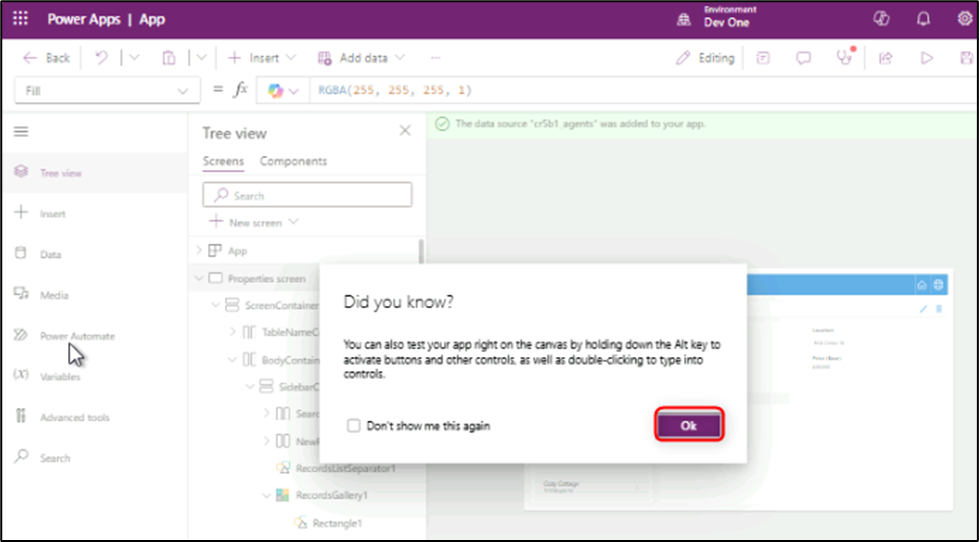 Power Apps | App
Environment
Dev One
Back
Insert
Add data
...
Editing
Fill
= fx
RGBA(255, 255, 255, 1)
Tree view
Insert
Data
Media
Power Automate
(x) Variables
Advanced tools
Search
Tree view
Screens Components
Search
New screen
App
Properties screen
ScreenContainer
TableNameC
BodyContain
SidebarC
Sear
NewR
RecordsListSeparator1
RecordsGallery1
Rectangle1
The data source "cr5b1_agents" was added to your app.
Did you know?
You can also test your app right on the canvas by holding down the Alt key to
activate buttons and other controls, as well as double-clicking to type into
controls.
Don't show me this again
Ok
Location
Price (Base)
Cozy Cottage